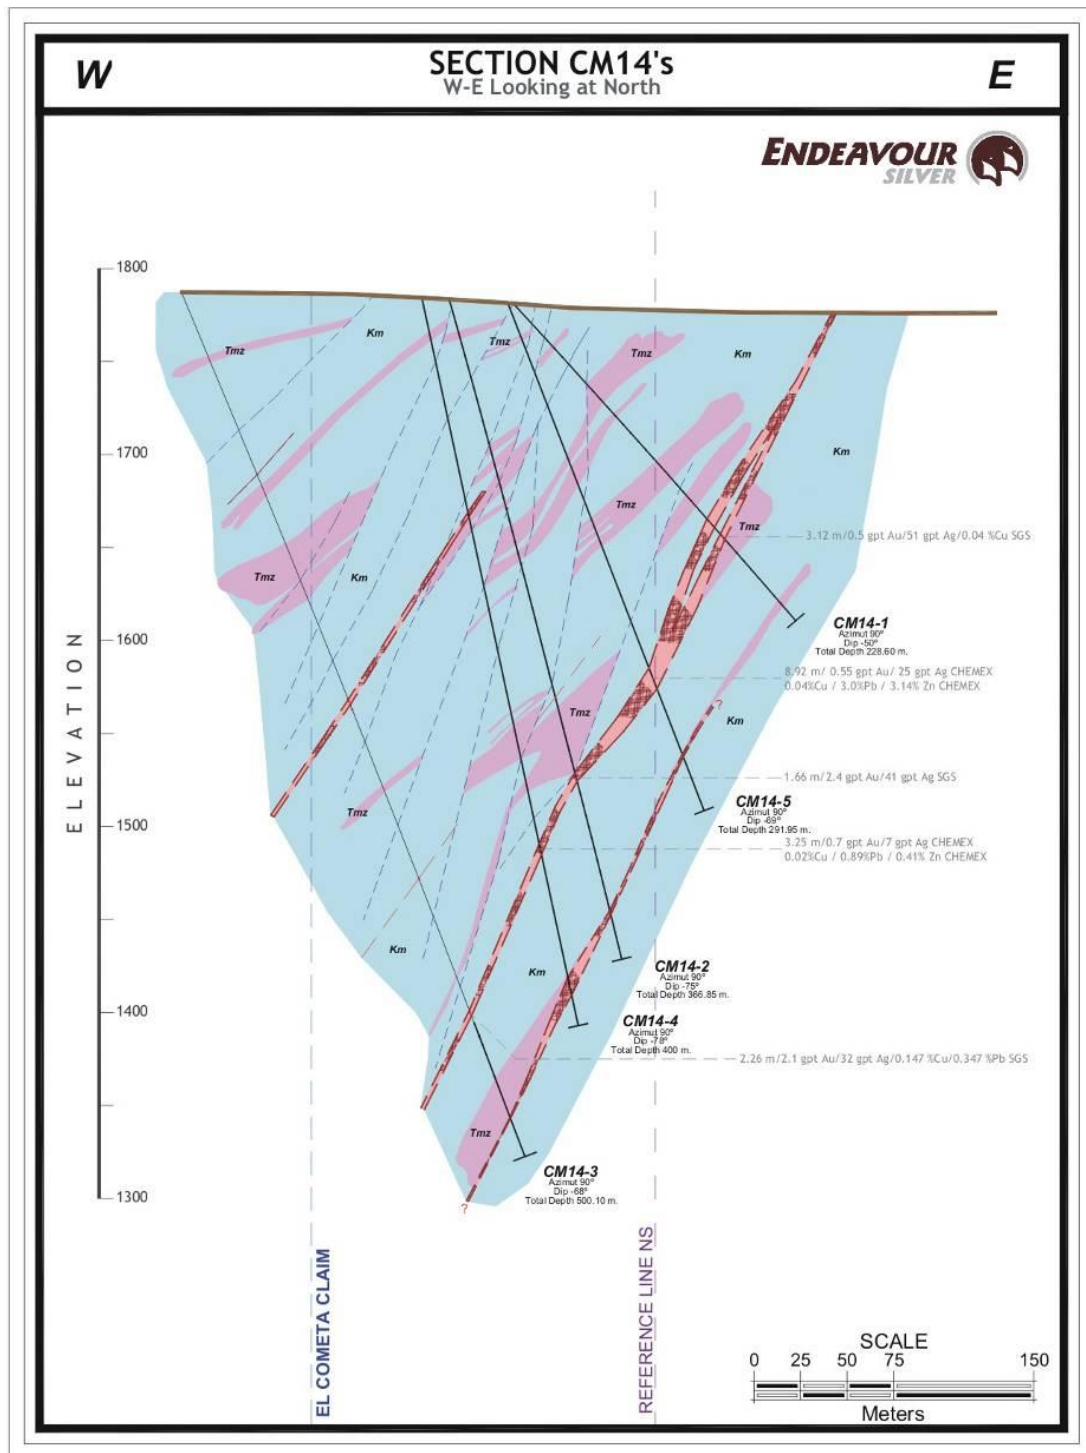 W
SECTION CM14's
W-E Looking at North
E
ENDEAVOUR
SILVER
1800
Km
Tmz
Tmz
Tmz
Km
1700
Km
Tmz
Tmz
3.12 m/0.5 gpt Au/51 gpt Ag/0.04 %Cu SGS
Tmz
Km
1600
CM14-1
Azimut 90°
Dip -50°
Total Depth 228.60 m.
8.92 m/ 0.55 gpt Au/ 25 gpt Ag CHEMEX
0.04%Cu / 3.0%Pb / 3.14% Zn CHEMEX
?
Tmz
Km
ELEVATION
1.66 m/2.4 gpt Au/41 gpt Ag SGS
CM14-5
Azimut 90°
Dip -69°
Total Depth 291.95 m.
Tmz
1500
3.25 m/0.7 gpt Au/7 gpt Ag CHEMEX
0.02%Cu / 0.89%Pb / 0.41% Zn CHEMEX
Km
Km
CM14-2
Azimut 90°
Dip -75°
Total Depth 366.85 m.
1400
CM14-4
Azimut 90°
Dip -78°
Total Depth 400 m.
2.26 m/2.1 gpt Au/32 gpt Ag/0.147 %Cu/0.347 %Pb SGS
Tmz
CM14-3
Azimut 90°
Dip -68°
Total Depth 500.10 m.
1300
?
EL COMETA CLAIM
REFERENCE LINE NS
SCALE
0 25 50 75 150
Meters